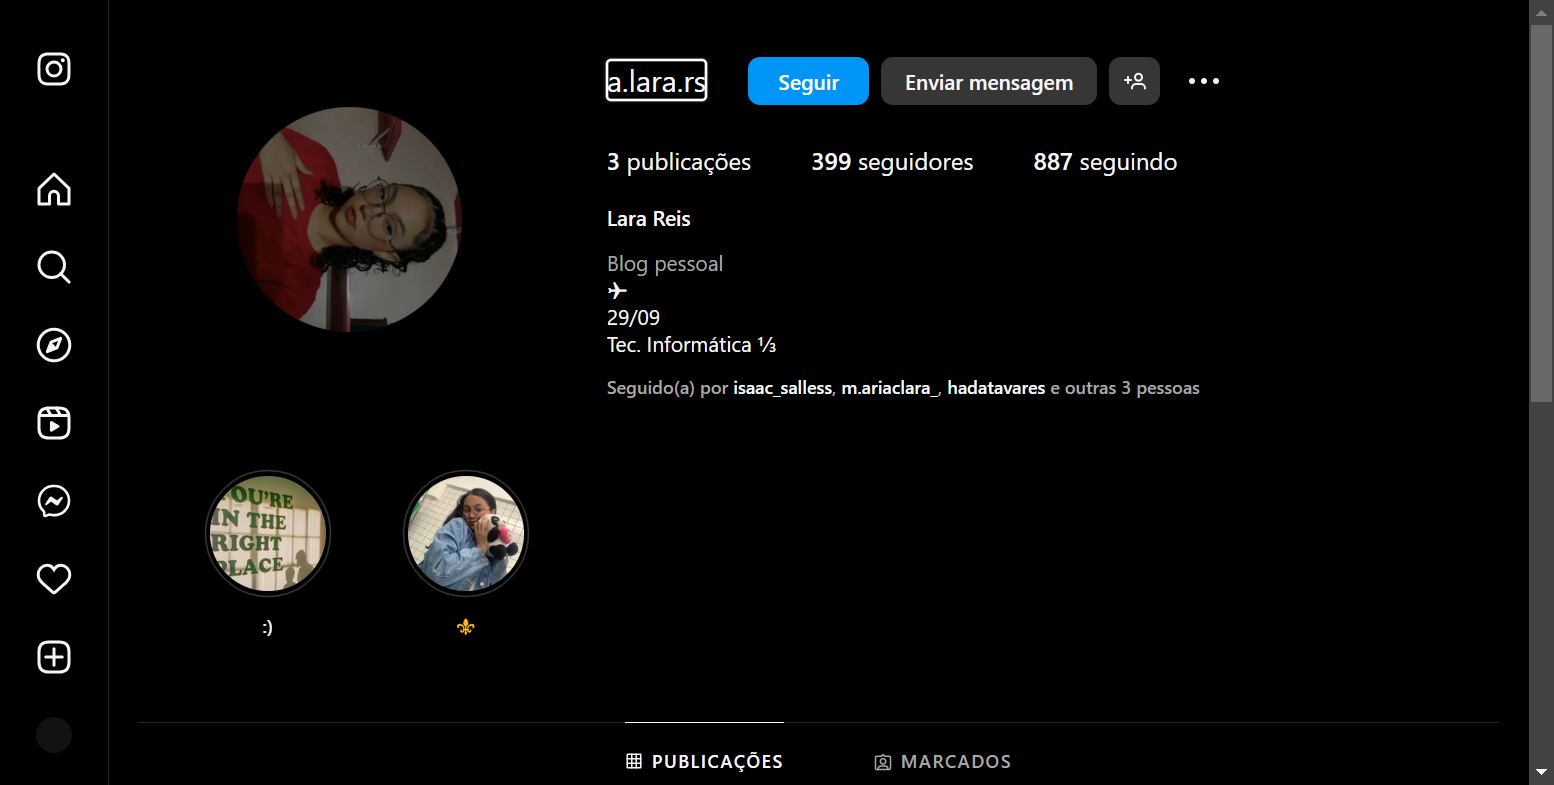 a.lara.rs
Seguir
Enviar mensagem
3 publicações
399 seguidores
887 seguindo
Lara Reis
Blog pessoal
✈
29/09
Tec. Informática ⅓
Seguido(a) por isaac_salless, m.ariaclara_, hadatavares e outras 3 pessoas
YOU'RE
IN THE
RIGHT
PLACE
:)
⚜
PUBLICAÇÕES
MARCADOS